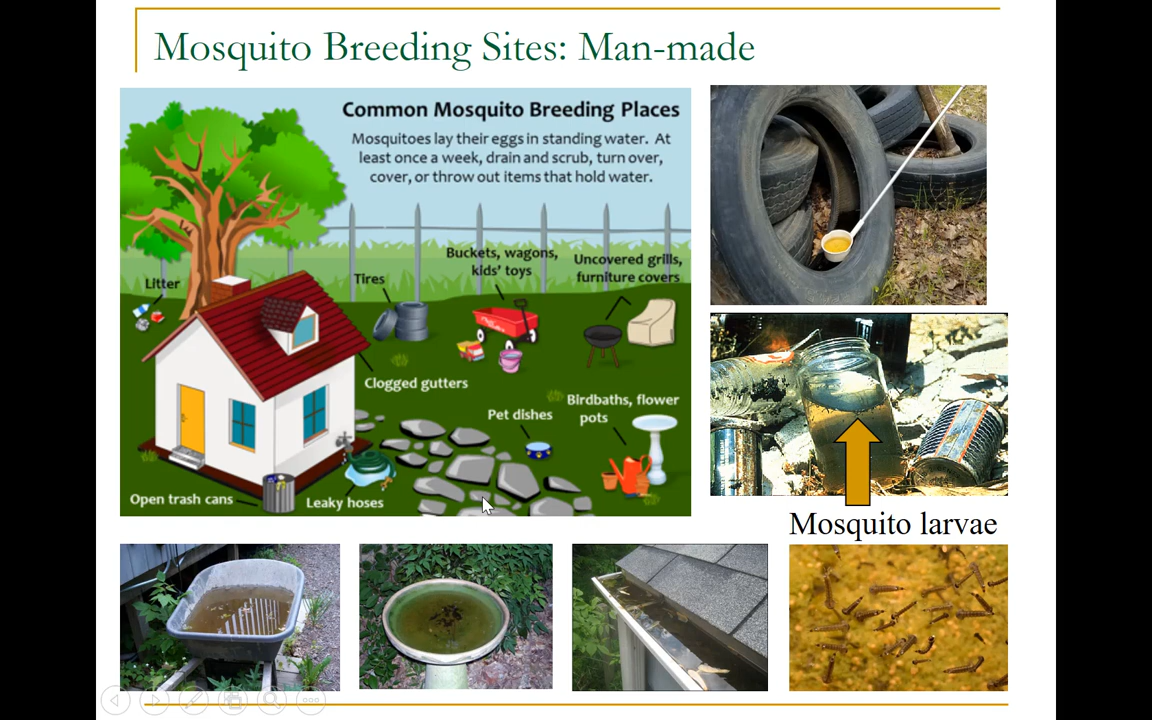 Mosquito Breeding Sites: Man-made
Common Mosquito Breeding Places
Mosquitoes lay their eggs in standing water. At
least once a week, drain and scrub, turn over,
cover, or throw out items that hold water.
Buckets, wagons,
kids' toys
Uncovered grills,
furniture covers
Litter
Tires
Clogged gutters
Pet dishes
Birdbaths, flower
pots
Open trash cans
Leaky hoses
Mosquito larvae